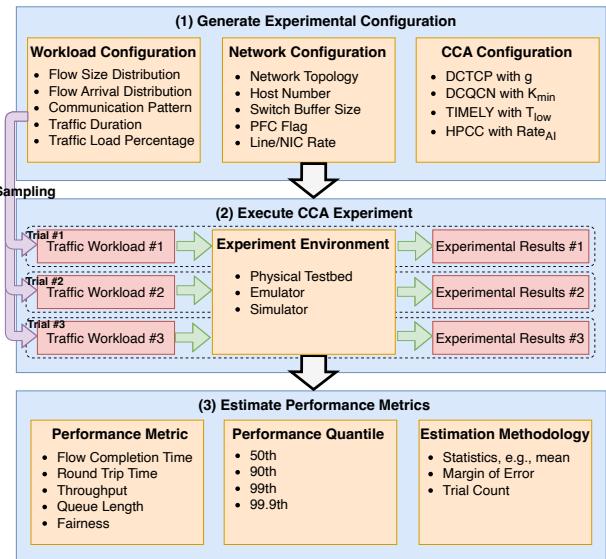 (1) Generate Experimental Configuration
Workload Configuration
• Flow Size Distribution
• Flow Arrival Distribution
• Communication Pattern
• Traffic Duration
• Traffic Load Percentage
Network Configuration
• Network Topology
• Host Number
• Switch Buffer Size
• PFC Flag
• Line/NIC Rate
CCA Configuration
• DCTCP with g
• DCQCN with Kmin
• TIMELY with Tlow
• HPCC with RateAI
Sampling
(2) Execute CCA Experiment
Trial #1
Traffic Workload #1
Trial #2
Traffic Workload #2
Trial #3
Traffic Workload #3
Experiment Environment
• Physical Testbed
• Emulator
• Simulator
Experimental Results #1
Experimental Results #2
Experimental Results #3
(3) Estimate Performance Metrics
Performance Metric
• Flow Completion Time
• Round Trip Time
• Throughput
• Queue Length
• Fairness
Performance Quantile
• 50th
• 90th
• 99th
• 99.9th
Estimation Methodology
• Statistics, e.g., mean
• Margin of Error
• Trial Count